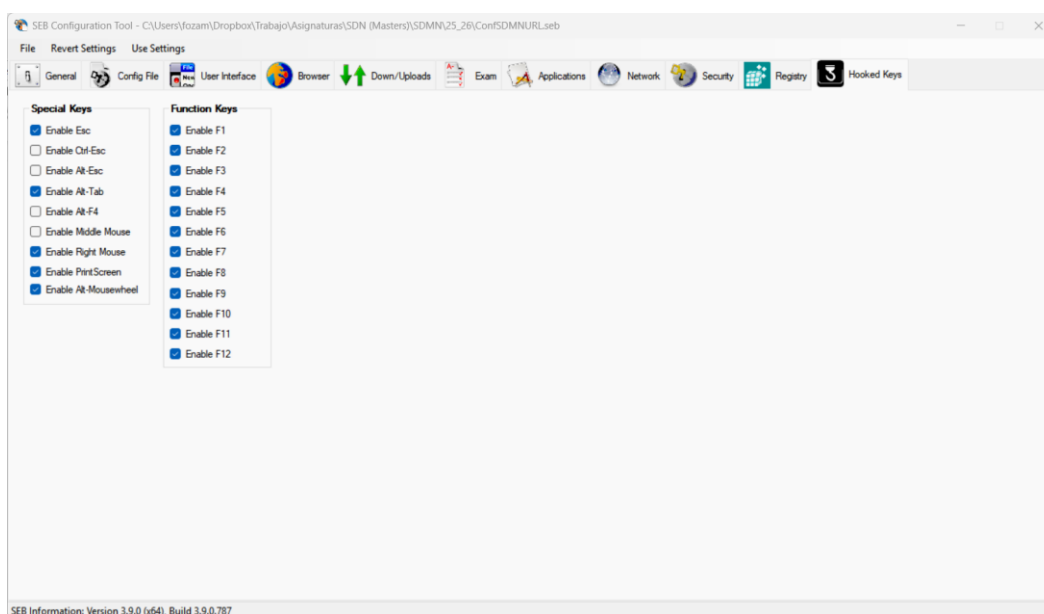 SEB Configuration Tool - C:\Users\fozam\Dropbox\Trabajo\Asignaturas\SDN (Masters)\SDMN\25_26\ConfSDMNURL.seb
File Revert Settings Use Settings
General Config File User Interface Browser Down/Uploads Exam Applications Network Security Registry Hooked Keys
Special Keys Function Keys
Enable Esc Enable F1
Enable Ctrl-Esc Enable F2
Enable Alt-Esc Enable F3
Enable Alt-Tab Enable F4
Enable Alt-F4 Enable F5
Enable Middle Mouse Enable F6
Enable Right Mouse Enable F7
Enable PrintScreen Enable F8
Enable Alt-Mousewheel Enable F9
Enable F10
Enable F11
Enable F12
SEB Information: Version 3.9.0 (x64), Build 3.9.0.787